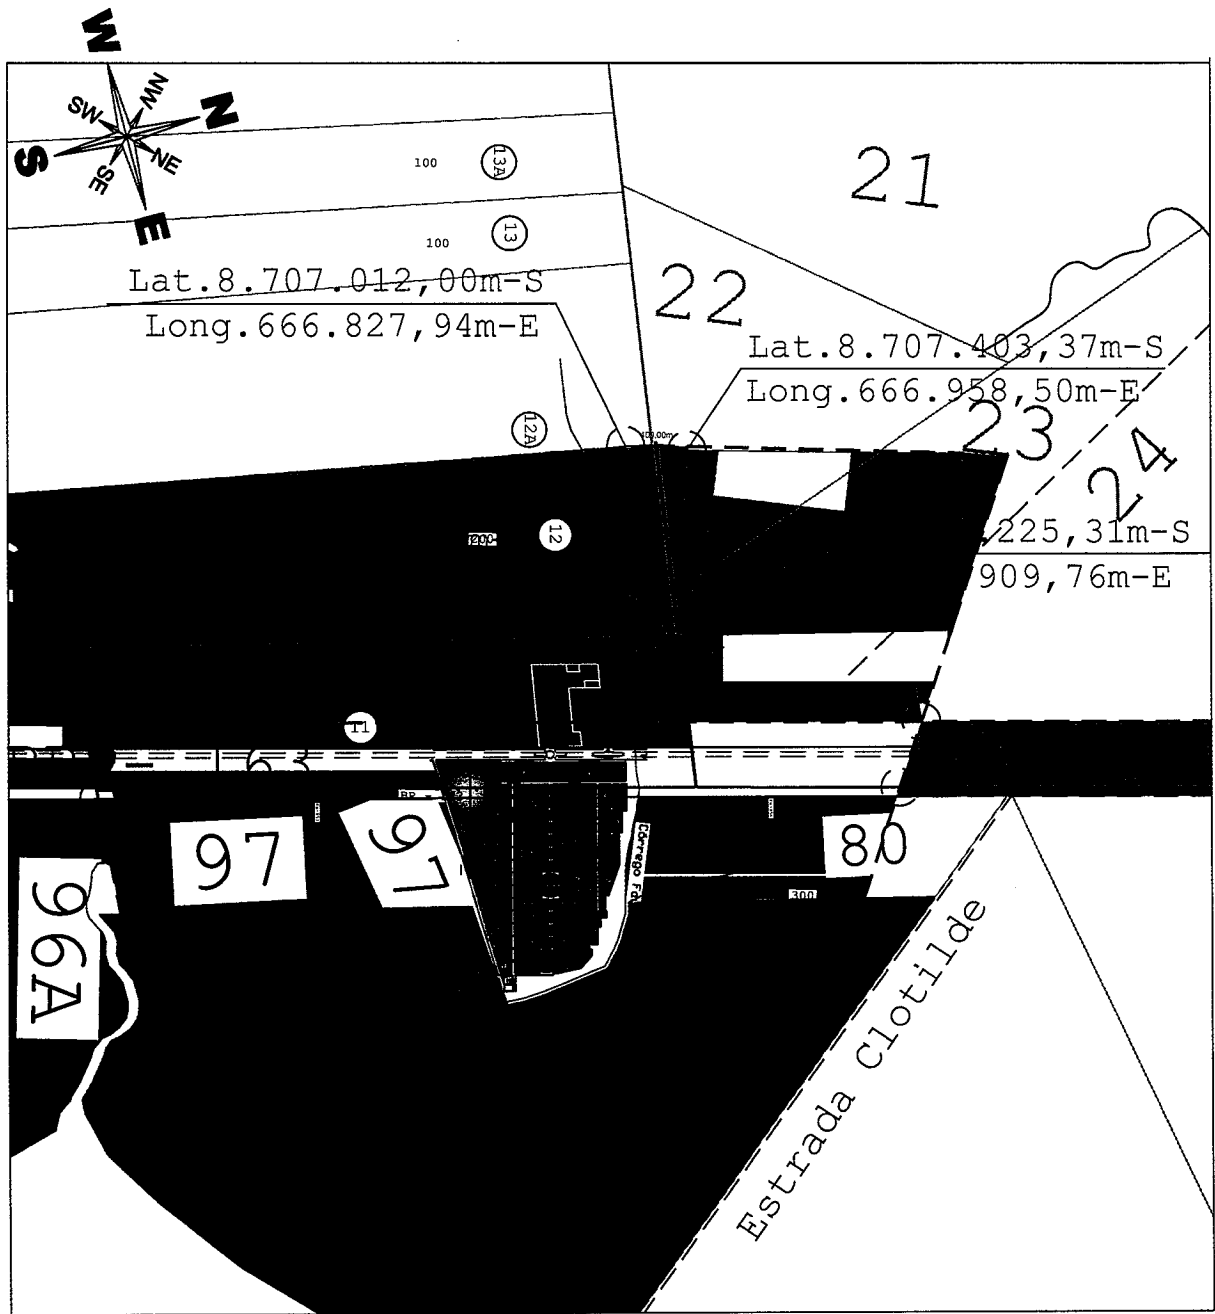 W
NW
SW
N
S
NE
SE
E
100
13A
21
100
13
Lat.8.707.012,00m-S
Long.666.827,94m-E
22
Lat.8.707.403,37m-S
Long.666.958,50m-E
23
24
12A
12
225,31m-S
909,76m-E
63
97
97
80
300
96A
Córrego
Estrada Clotilde